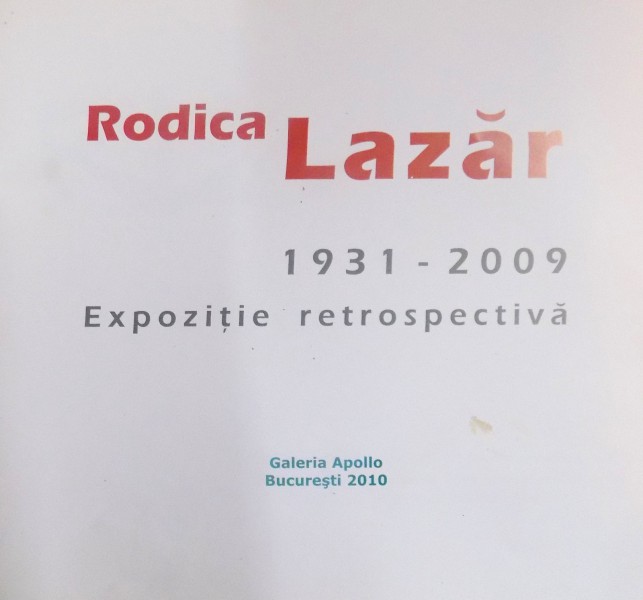 Rodica Lazăr
1931 - 2009
Expoziție retrospectivă
Galeria Apollo
București 2010